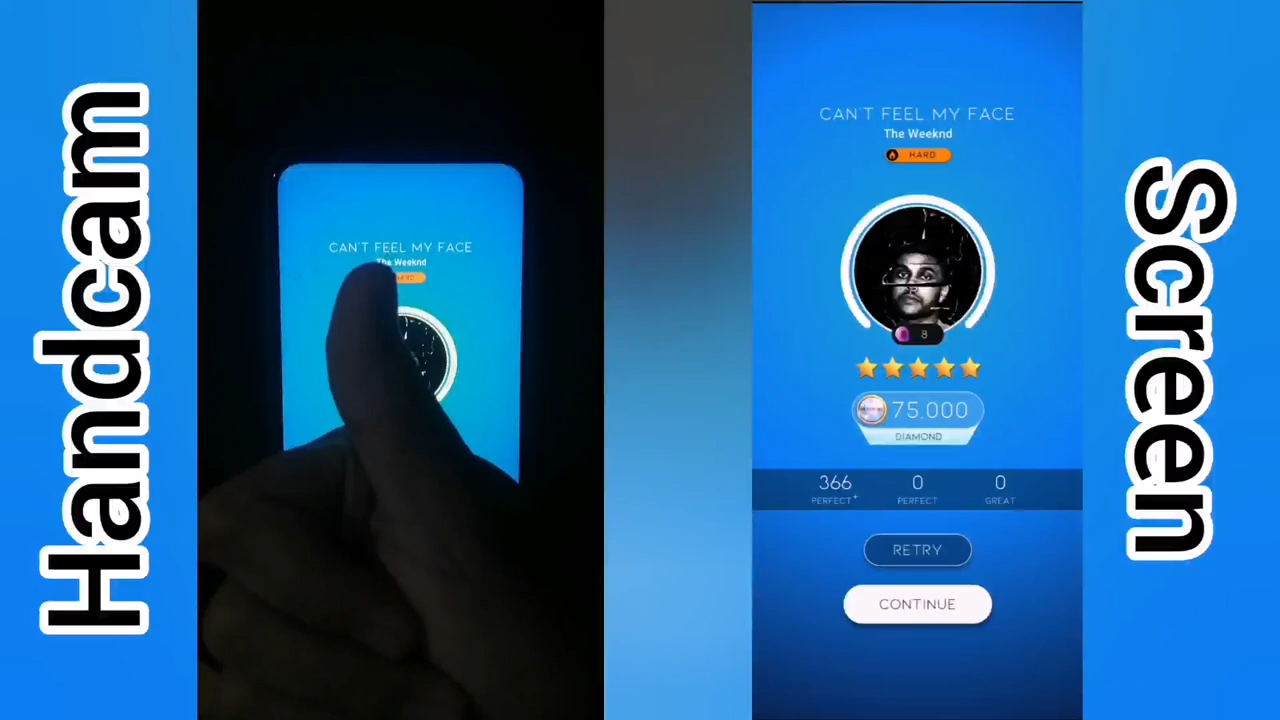 Handcam
CAN'T FEEL MY FACE
The Weeknd
CAN'T FEEL MY FACE
The Weeknd
HARD
8
75,000
DIAMOND
366
PERFECT+
0
PERFECT
0
GREAT
RETRY
CONTINUE
Screen